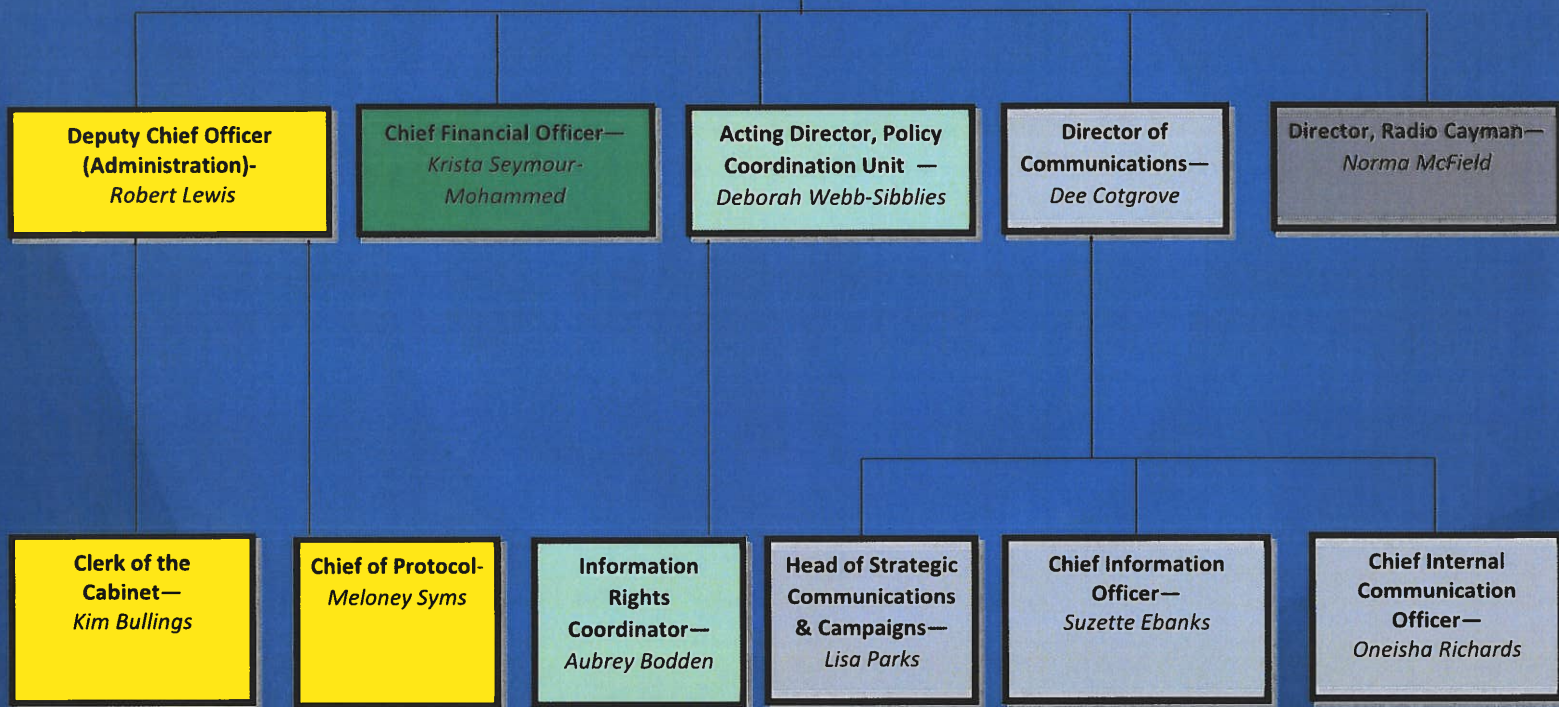 Deputy Chief Officer
(Administration)-
Robert Lewis
Chief Financial Officer—
Krista Seymour-
Mohammed
Acting Director, Policy
Coordination Unit —
Deborah Webb-Sibblies
Director of
Communications—
Dee Cotgrove
Director, Radio Cayman—
Norma McField
Clerk of the
Cabinet—
Kim Bullings
Chief of Protocol-
Meloney Syms
Information
Rights
Coordinator—
Aubrey Bodden
Head of Strategic
Communications
& Campaigns—
Lisa Parks
Chief Information
Officer—
Suzette Ebanks
Chief Internal
Communication
Officer—
Oneisha Richards